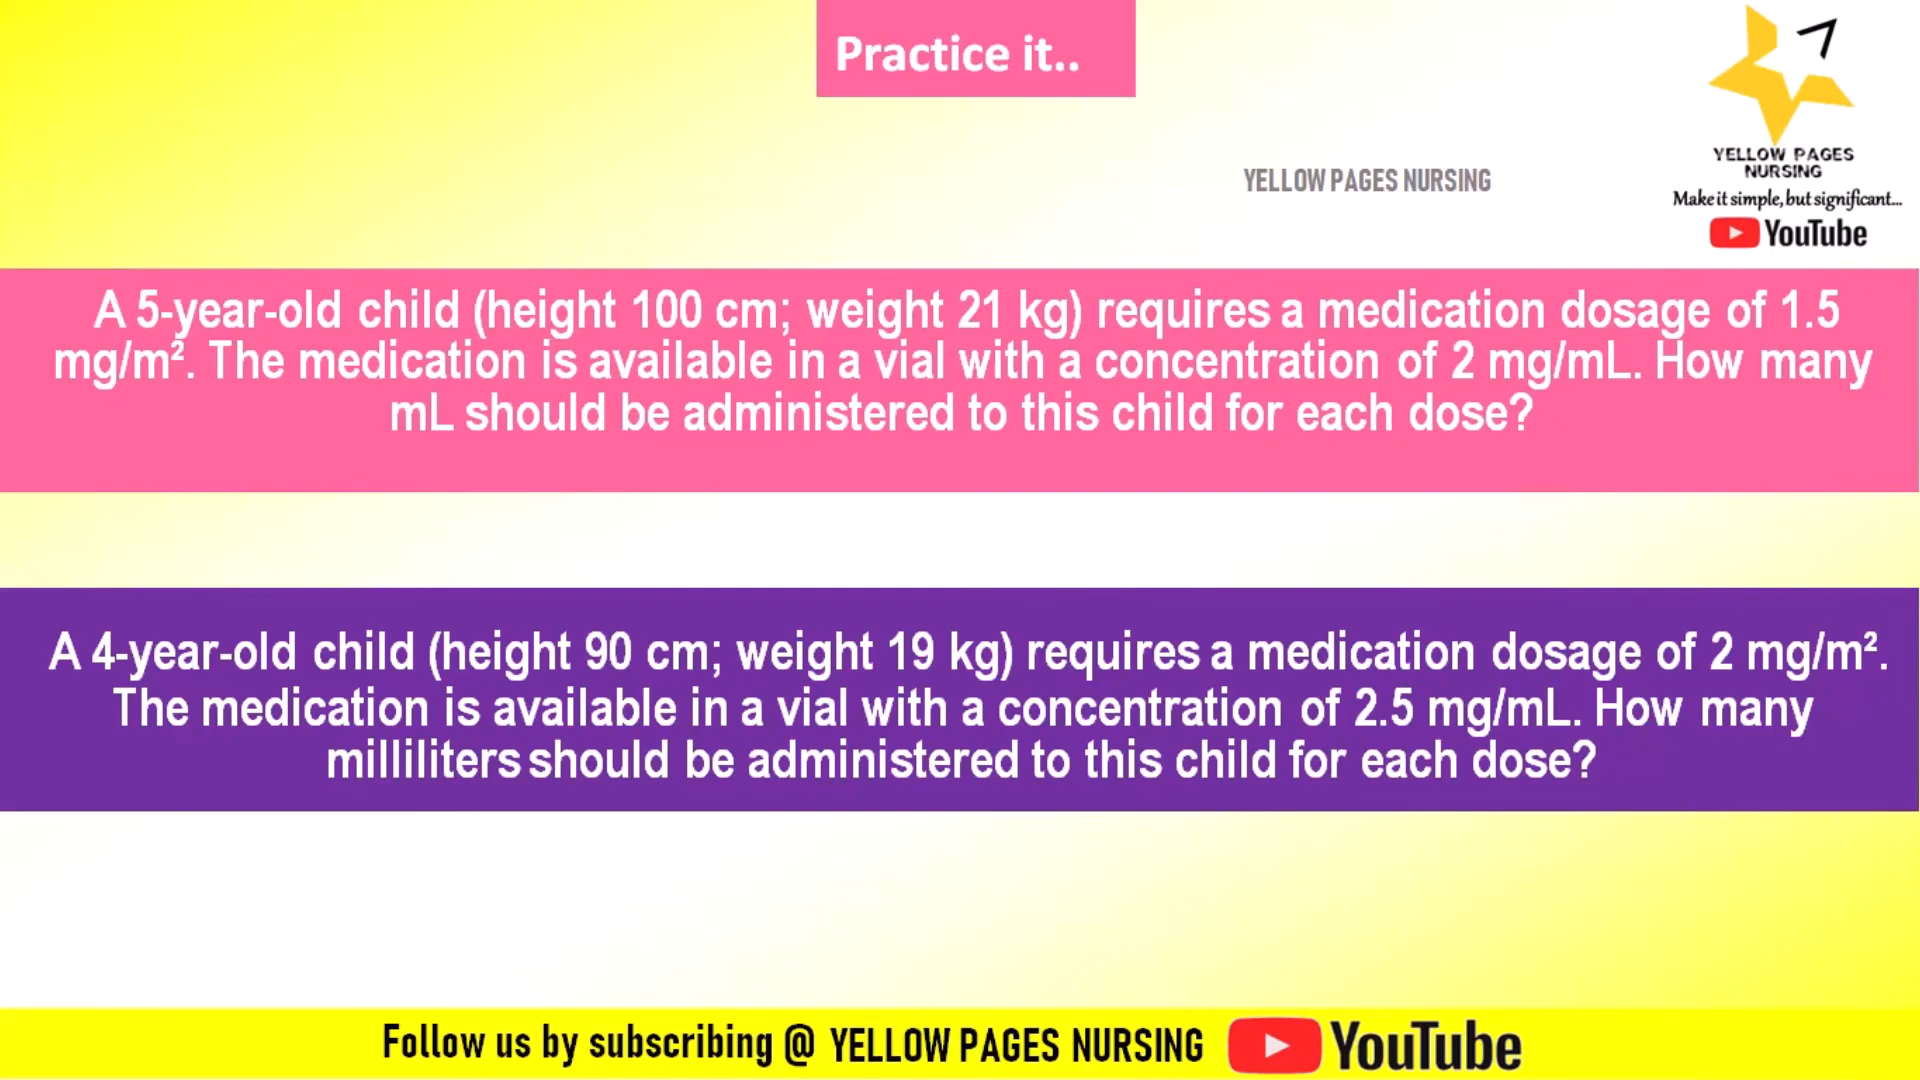 Practice it..
YELLOW PAGES
NURSING
Make it simple, but significant...
YouTube
YELLOW PAGES NURSING
A 5-year-old child (height 100 cm; weight 21 kg) requires a medication dosage of 1.5
mg/m². The medication is available in a vial with a concentration of 2 mg/mL. How many
mL should be administered to this child for each dose?
A 4-year-old child (height 90 cm; weight 19 kg) requires a medication dosage of 2 mg/m².
The medication is available in a vial with a concentration of 2.5 mg/mL. How many
milliliters should be administered to this child for each dose?
Follow us by subscribing @ YELLOW PAGES NURSING YouTube